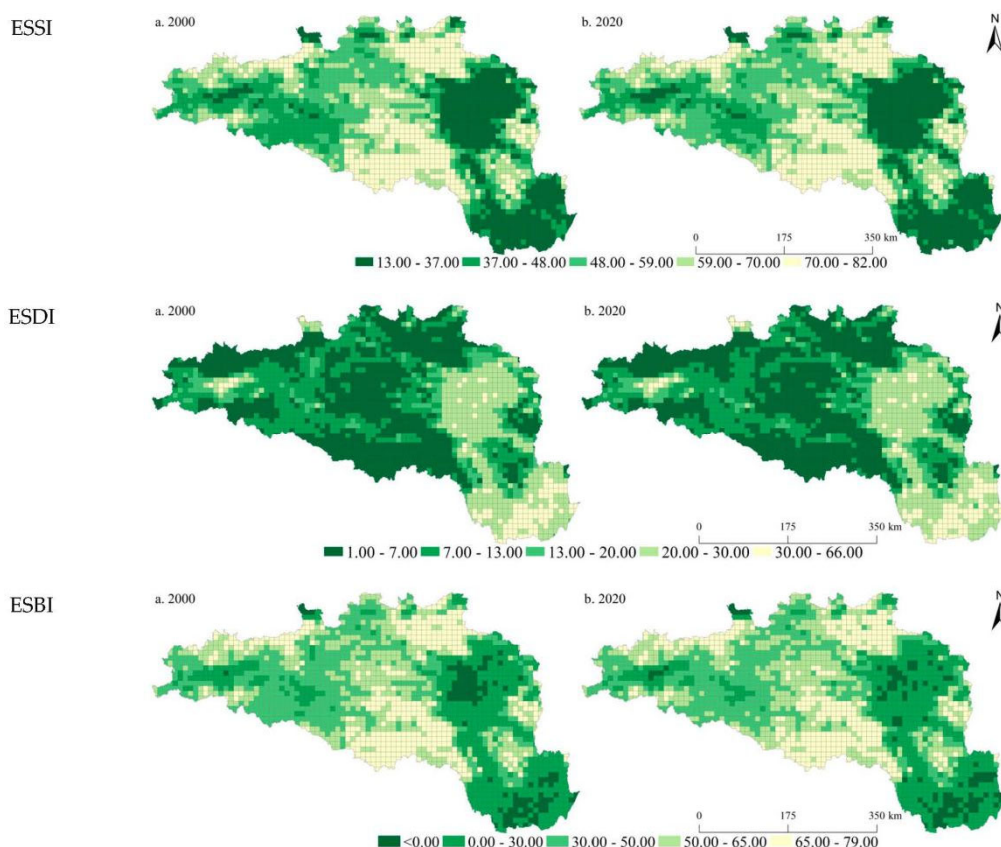 ESSI
a. 2000
b. 2020
N
0 175 350 km
13.00 - 37.00 37.00 - 48.00 48.00 - 59.00 59.00 - 70.00 70.00 - 82.00
ESDI
a. 2000
b. 2020
N
0 175 350 km
1.00 - 7.00 7.00 - 13.00 13.00 - 20.00 20.00 - 30.00 30.00 - 66.00
ESBI
a. 2000
b. 2020
N
0 175 350 km
<0.00 0.00 - 30.00 30.00 - 50.00 50.00 - 65.00 65.00 - 79.00